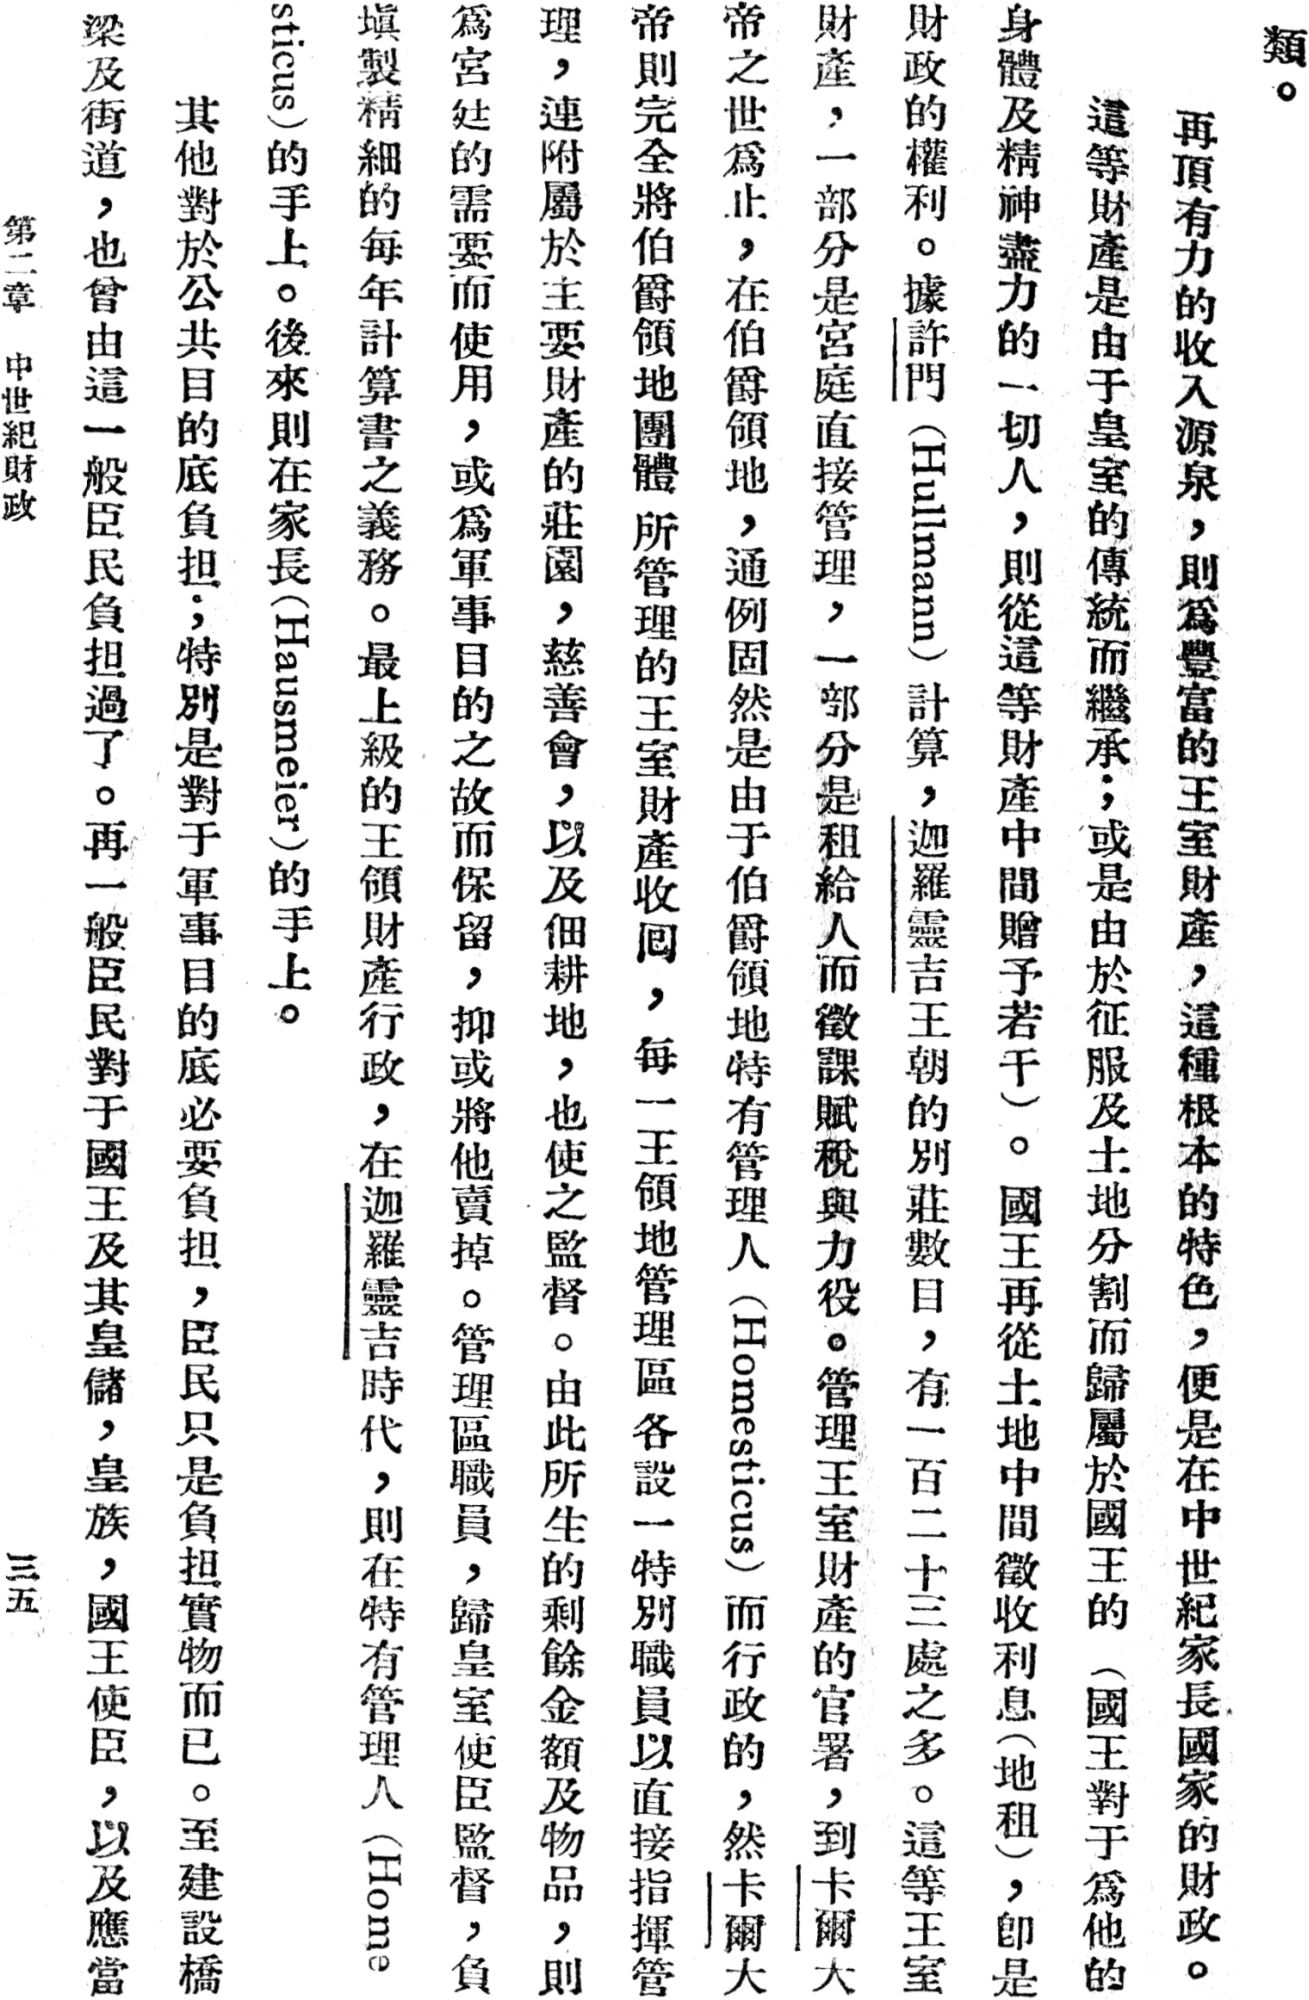 類。
再頂有力的收入源泉，則爲豐富的王室財產，這種根本的特色，便是在中世紀家長國家的財政。
這等財產是由于皇室的傳統而繼承；或是由於征服及土地分割而歸屬於國王的（國王對于爲他的
身體及精神盡力的一切人，則從這等財產中間贈予若干）。國王再從土地中間徵收利息（地租），卽是
財政的權利。據許門（Hullmann）計算，迦羅靈吉王朝的別莊數目，有一百二十三處之多。這等王室
財產，一部分是宮庭直接管理，一部分是租給人而徵課賦稅與力役。管理王室財產的官署，到卡爾大
帝之世爲止，在伯爵領地，通例固然是由于伯爵領地特有管理人（Homesticus）而行政的，然卡爾大
帝則完全將伯爵領地團體所管理的王室財產收囘，每一王領地管理區各設一特別職員以直接指揮管
理，連附屬於主要財產的莊園，慈善會，以及佃耕地，也使之監督。由此所生的剩餘金額及物品，則
爲宮廷的需要而使用，或爲軍事目的之故而保留，抑或將他賣掉。管理區職員，歸皇室使臣監督，負
塡製精細的每年計算書之義務。最上級的王領財產行政，在迦羅靈吉時代，則在特有管理人（Home
sticus）的手上。後來則在家長（Hausmeier）的手上。
其他對於公共目的底負担；特別是對于軍事目的底必要負担，臣民只是負担實物而已。至建設橋
梁及街道，也曾由這一般臣民負担過了。再一般臣民對于國王及其皇儲，皇族，國王使臣，以及應當
第二章　中世紀財政
三五